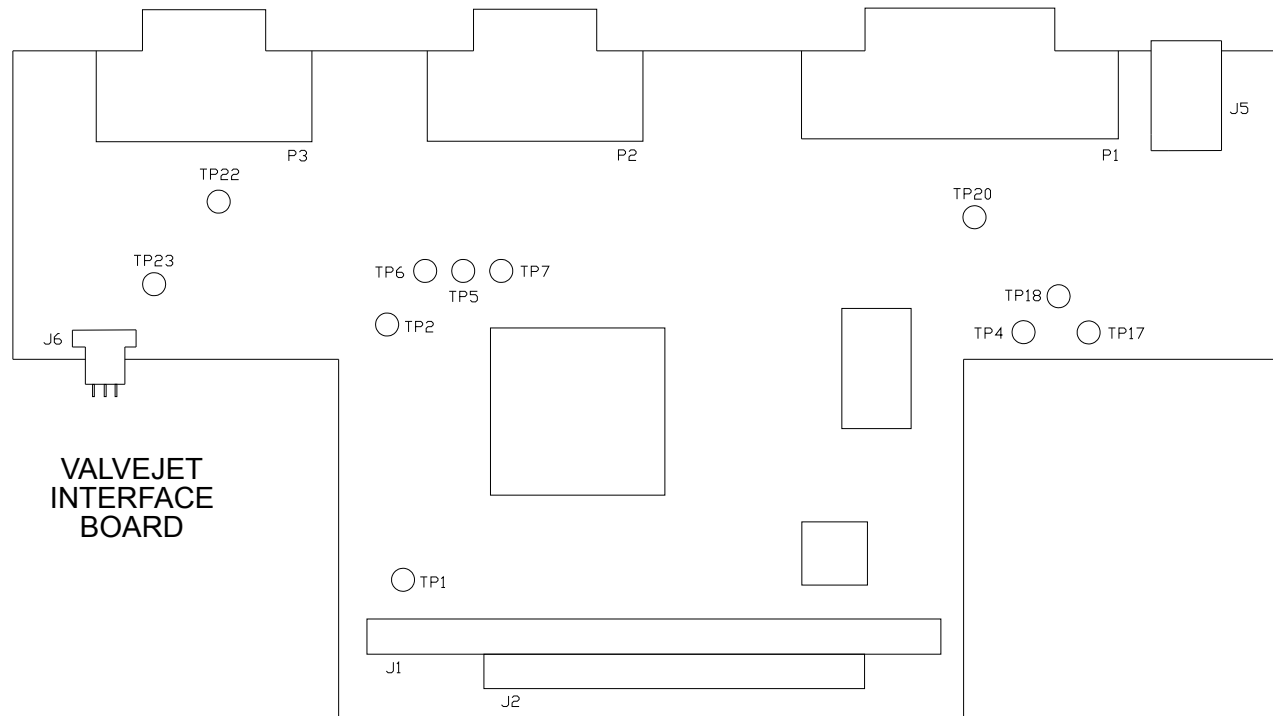 J5
P3
P2
P1
TP22
TP20
TP23
TP6
TP7
TP5
TP18
TP2
TP4
TP17
J6
VALVEJET
INTERFACE
BOARD
TP1
J1
J2